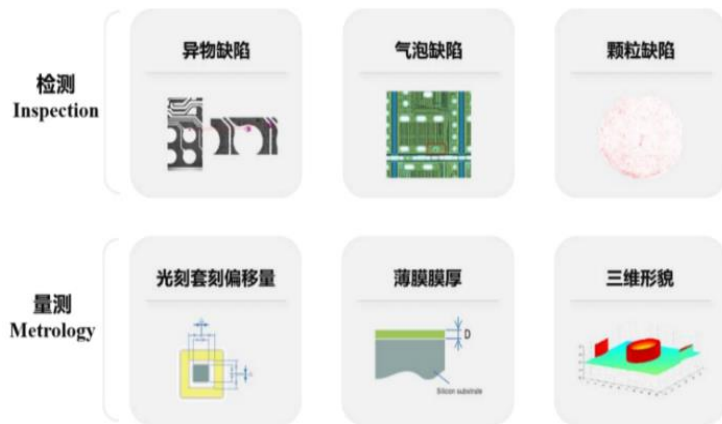 异物缺陷
气泡缺陷
颗粒缺陷
检测
Inspection
光刻套刻偏移量
薄膜膜厚
三维形貌
量测
Metrology
D
Silicon substrate